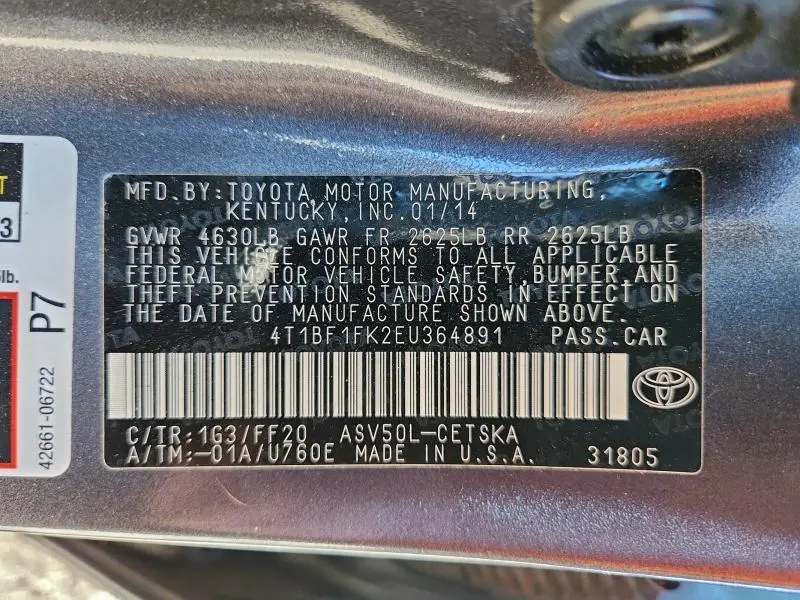 T
3
lb.
P7
42661-06722
MFD.BY:TOYOTA MOTOR MANUFACTURING,
KENTUCKY, INC.01/14
GVWR 4630LB GAWR FR 2625LB RR 2625LB
THIS VEHICLE CONFORMS TO ALL APPLICABLE
FEDERAL MOTOR VEHICLE SAFETY,BUMPER,AND
THEFT PREVENTION STANDARDS IN EFFECT ON
THE DATE OF MANUFACTURE SHOWN ABOVE.
4T1BF1FK2EU364891 PASS.CAR
C/TR:1G3/FF20 ASV50L-CETSKA
A/TM:-01A/U760E MADE IN U.S.A. 31805